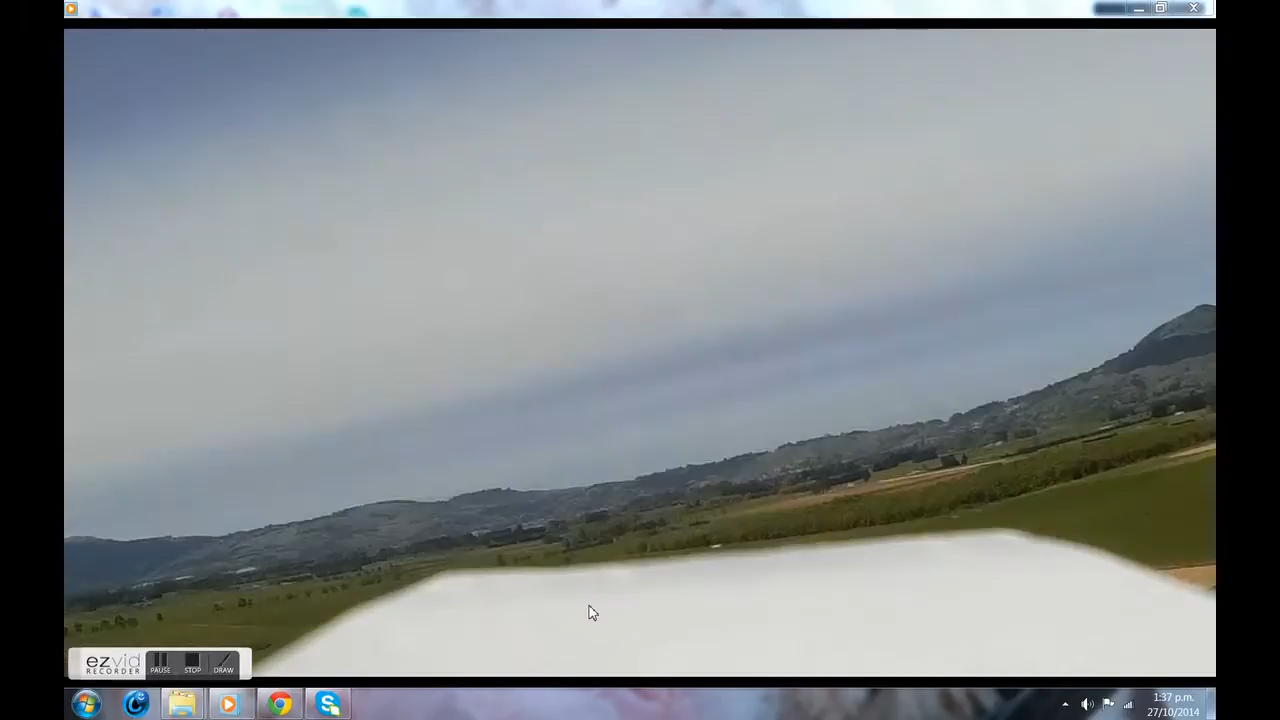 ezvid
RECORDER
PAUSE
STOP
DRAW
1:37 p.m.
27/10/2014